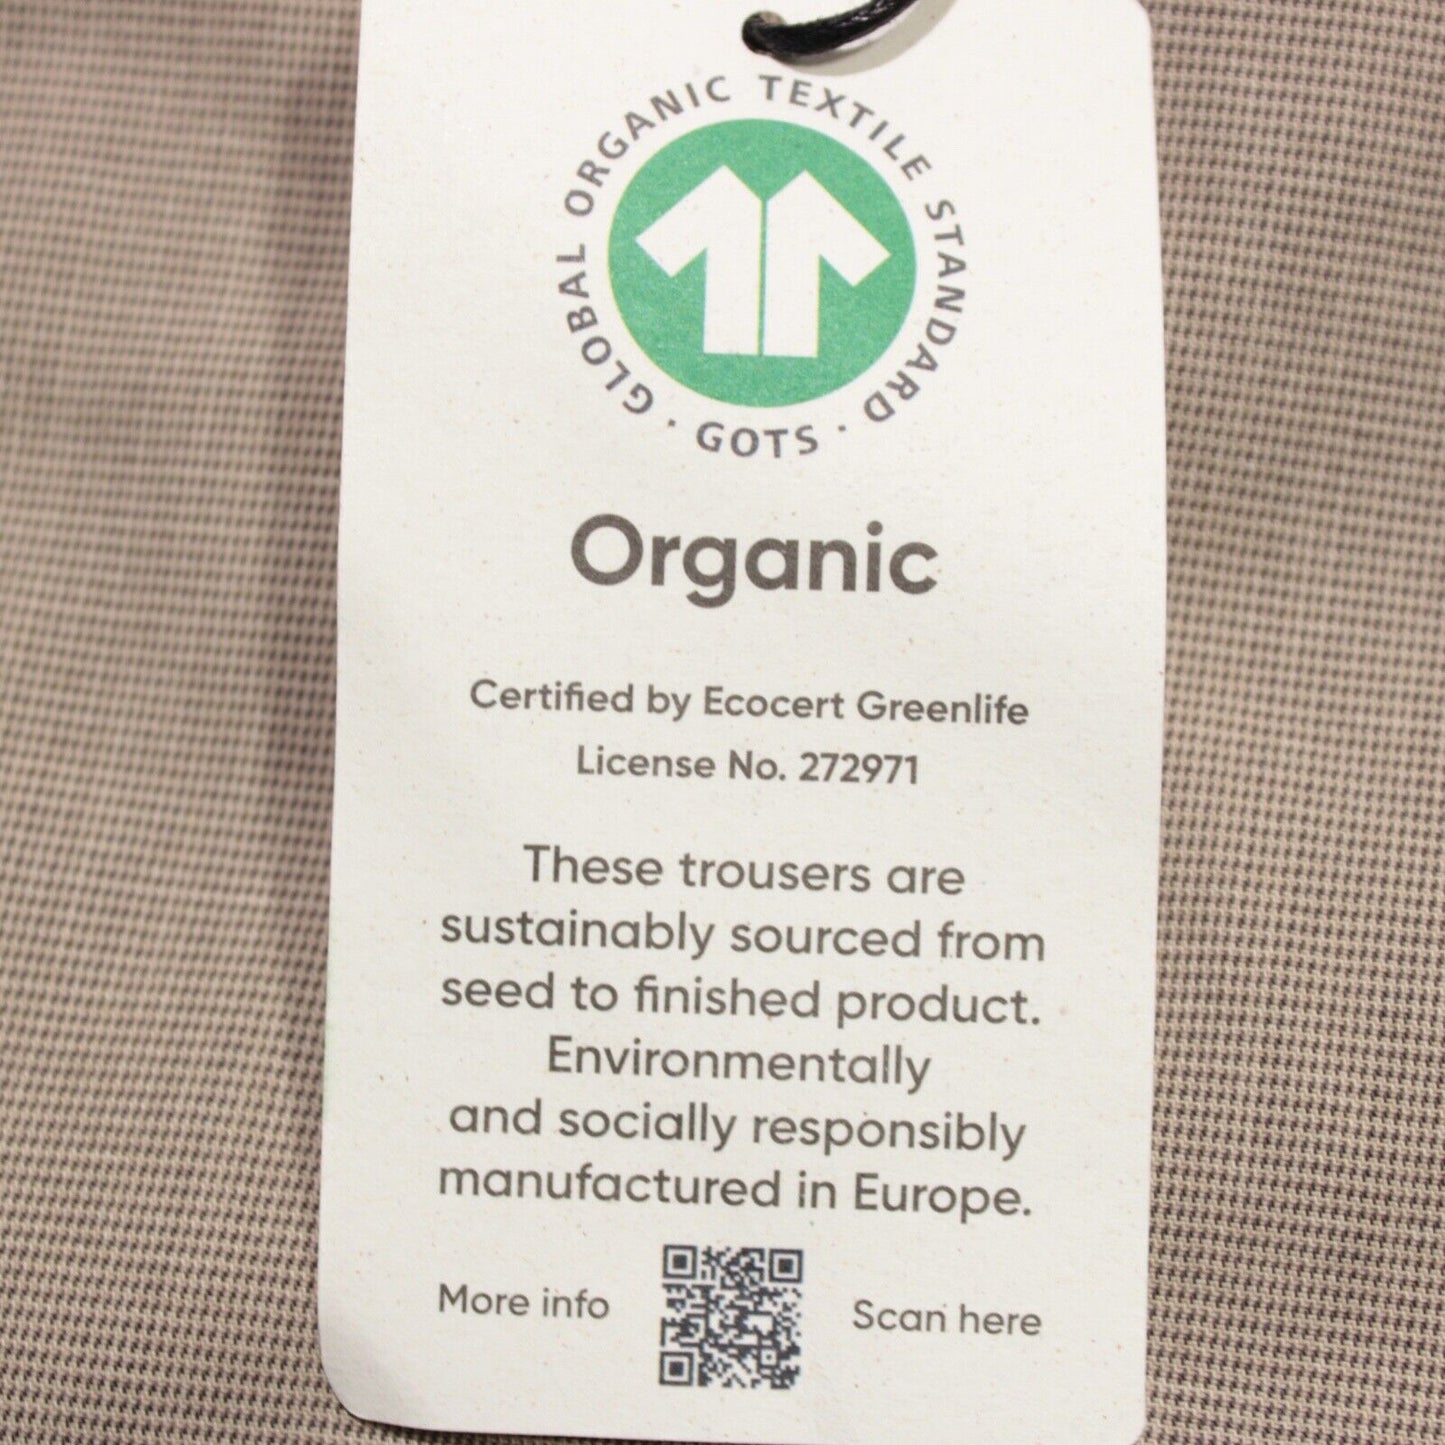 GLOBAL ORGANIC TEXTILE STANDARD · GOTS ·
Organic
Certified by Ecocert Greenlife
License No. 272971
These trousers are
sustainably sourced from
seed to finished product.
Environmentally
and socially responsibly
manufactured in Europe.
More info
Scan here